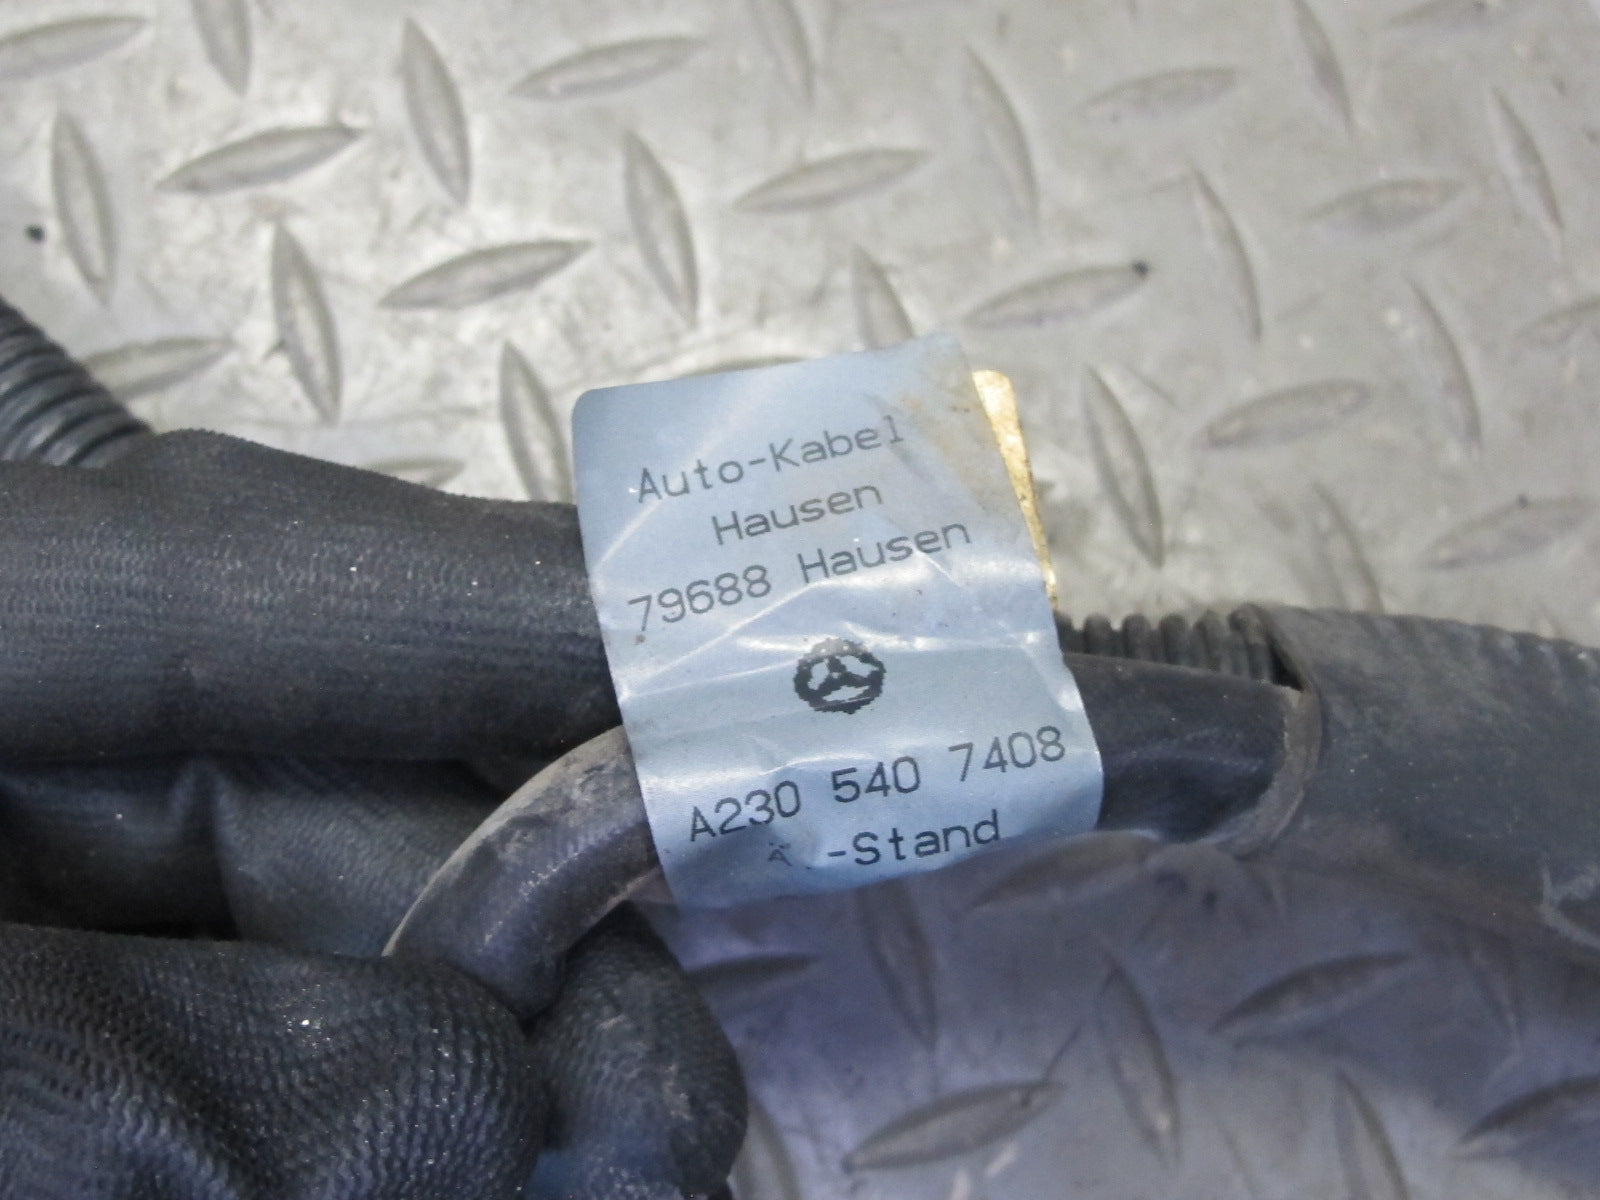 Auto-Kabel
Hausen
79688 Hausen
A230 540 7408
-Stand